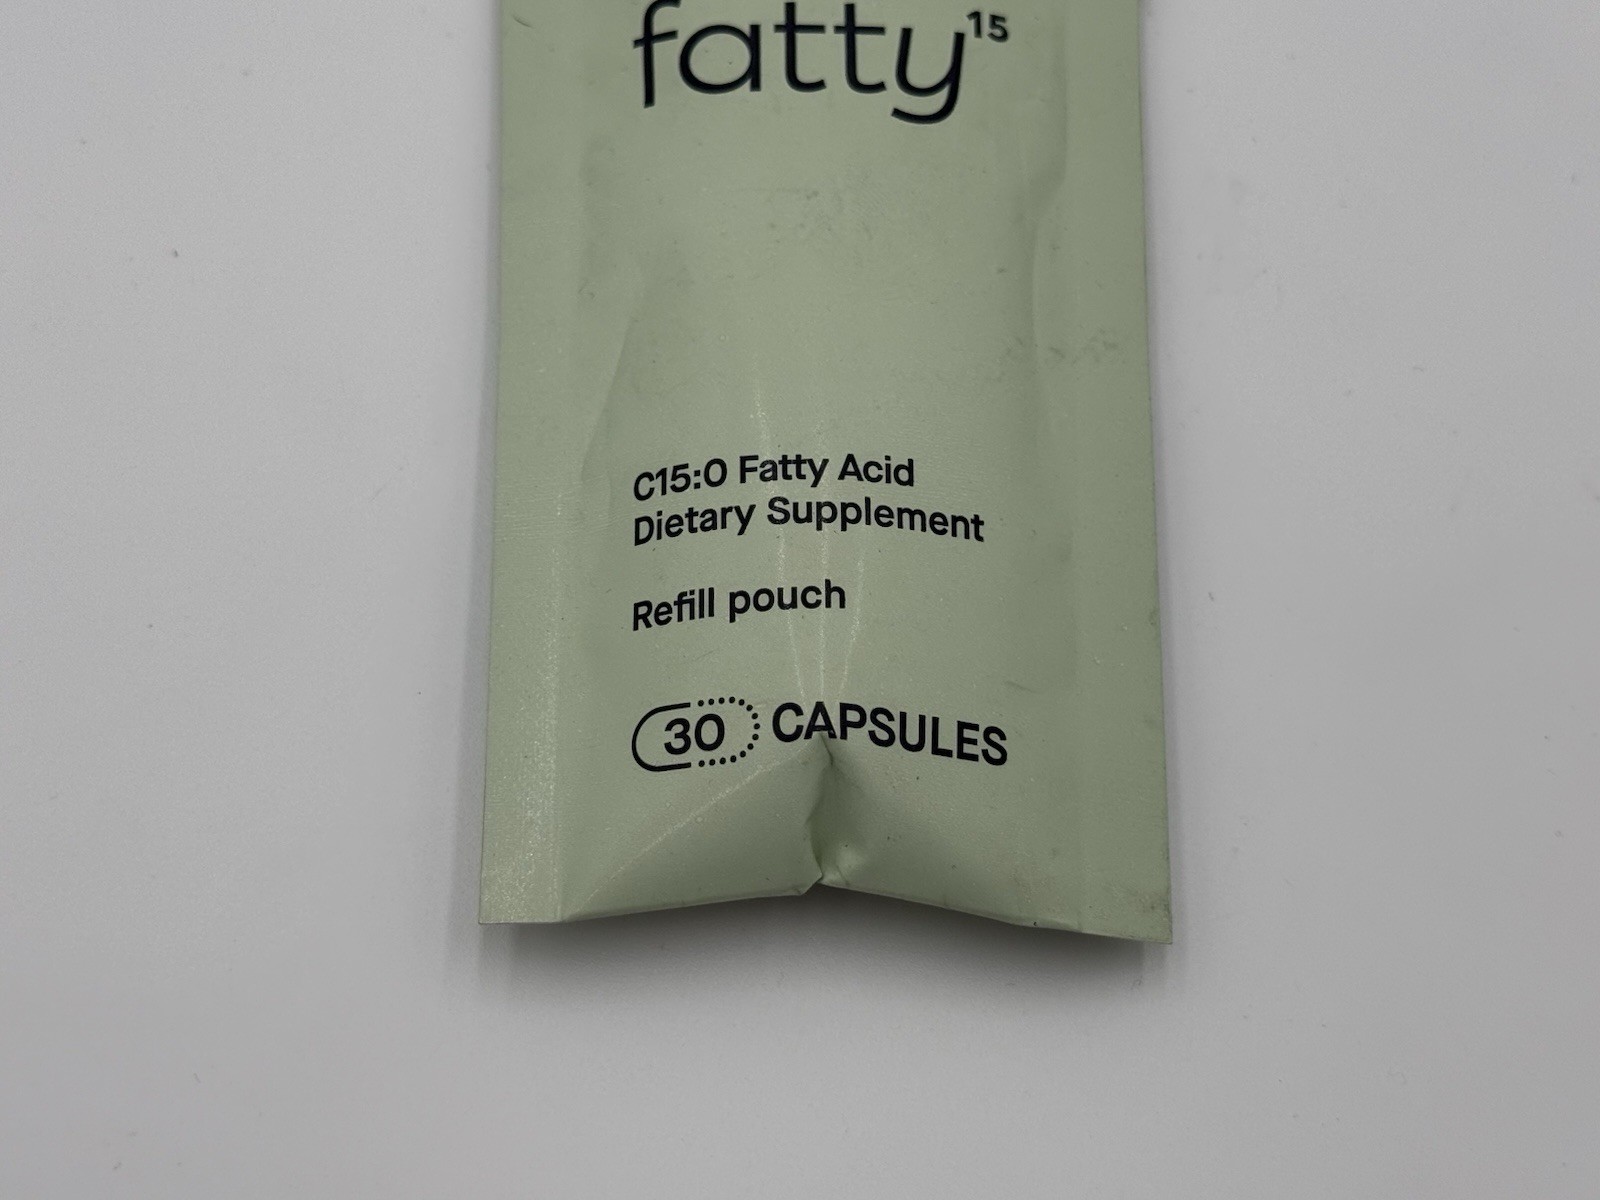 fatty15
C15:0 Fatty Acid
Dietary Supplement
Refill pouch
30 CAPSULES